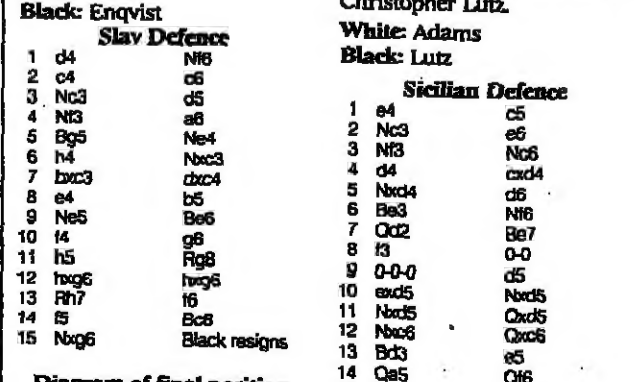 Black: Enqvist
Slav Defence
1 d4 Nf6
2 c4 c6
3 Nc3 d5
4 Nf3 a6
5 Bg5 Ne4
6 h4 Nxc3
7 bxc3 dxc4
8 e4 b5
9 Ne5 Be6
10 f4 g6
11 h5 Rg8
12 hxg6 hxg6
13 Rh7 f6
14 f5 Bc8
15 Nxg6 Black resigns
Diagram of final position
Christopher Lutz.
White: Adams
Black: Lutz
Sicilian Defence
1 e4 c5
2 Nc3 e6
3 Nf3 Nc6
4 d4 cxd4
5 Nxd4 d6
6 Be3 Nf6
7 Qd2 Be7
8 f3 0-0
9 0-0-0 d5
10 exd5 Nxd5
11 Nxd5 Qxd5
12 Nxc6 Qxc6
13 Bd3 e5
14 Qa5 Qf6